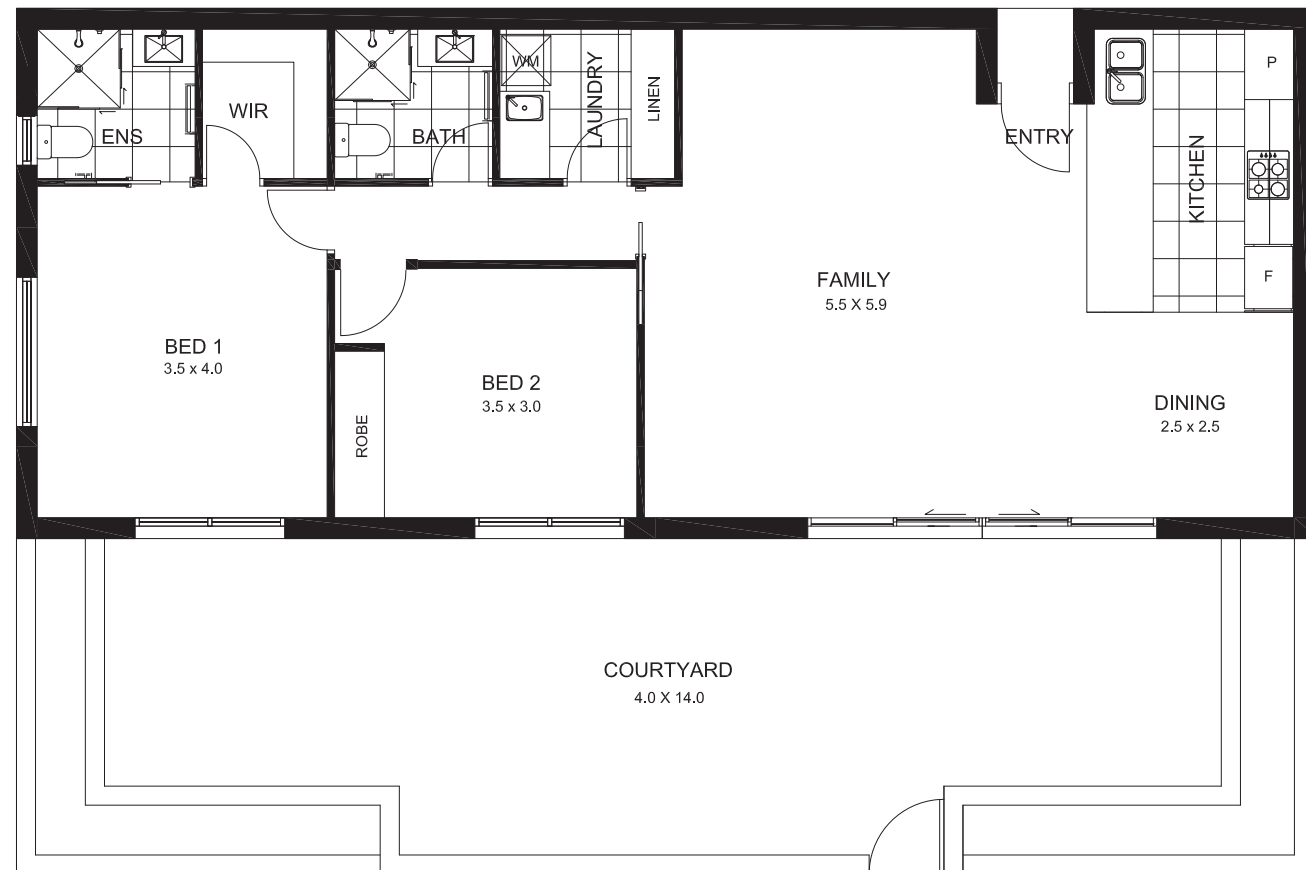 ENS
WIR
BATH
WM
LAUNDRY
LINEN
ENTRY
KITCHEN
P
F
FAMILY
5.5 X 5.9
BED 1
3.5 x 4.0
BED 2
3.5 x 3.0
ROBE
DINING
2.5 x 2.5
COURTYARD
4.0 X 14.0